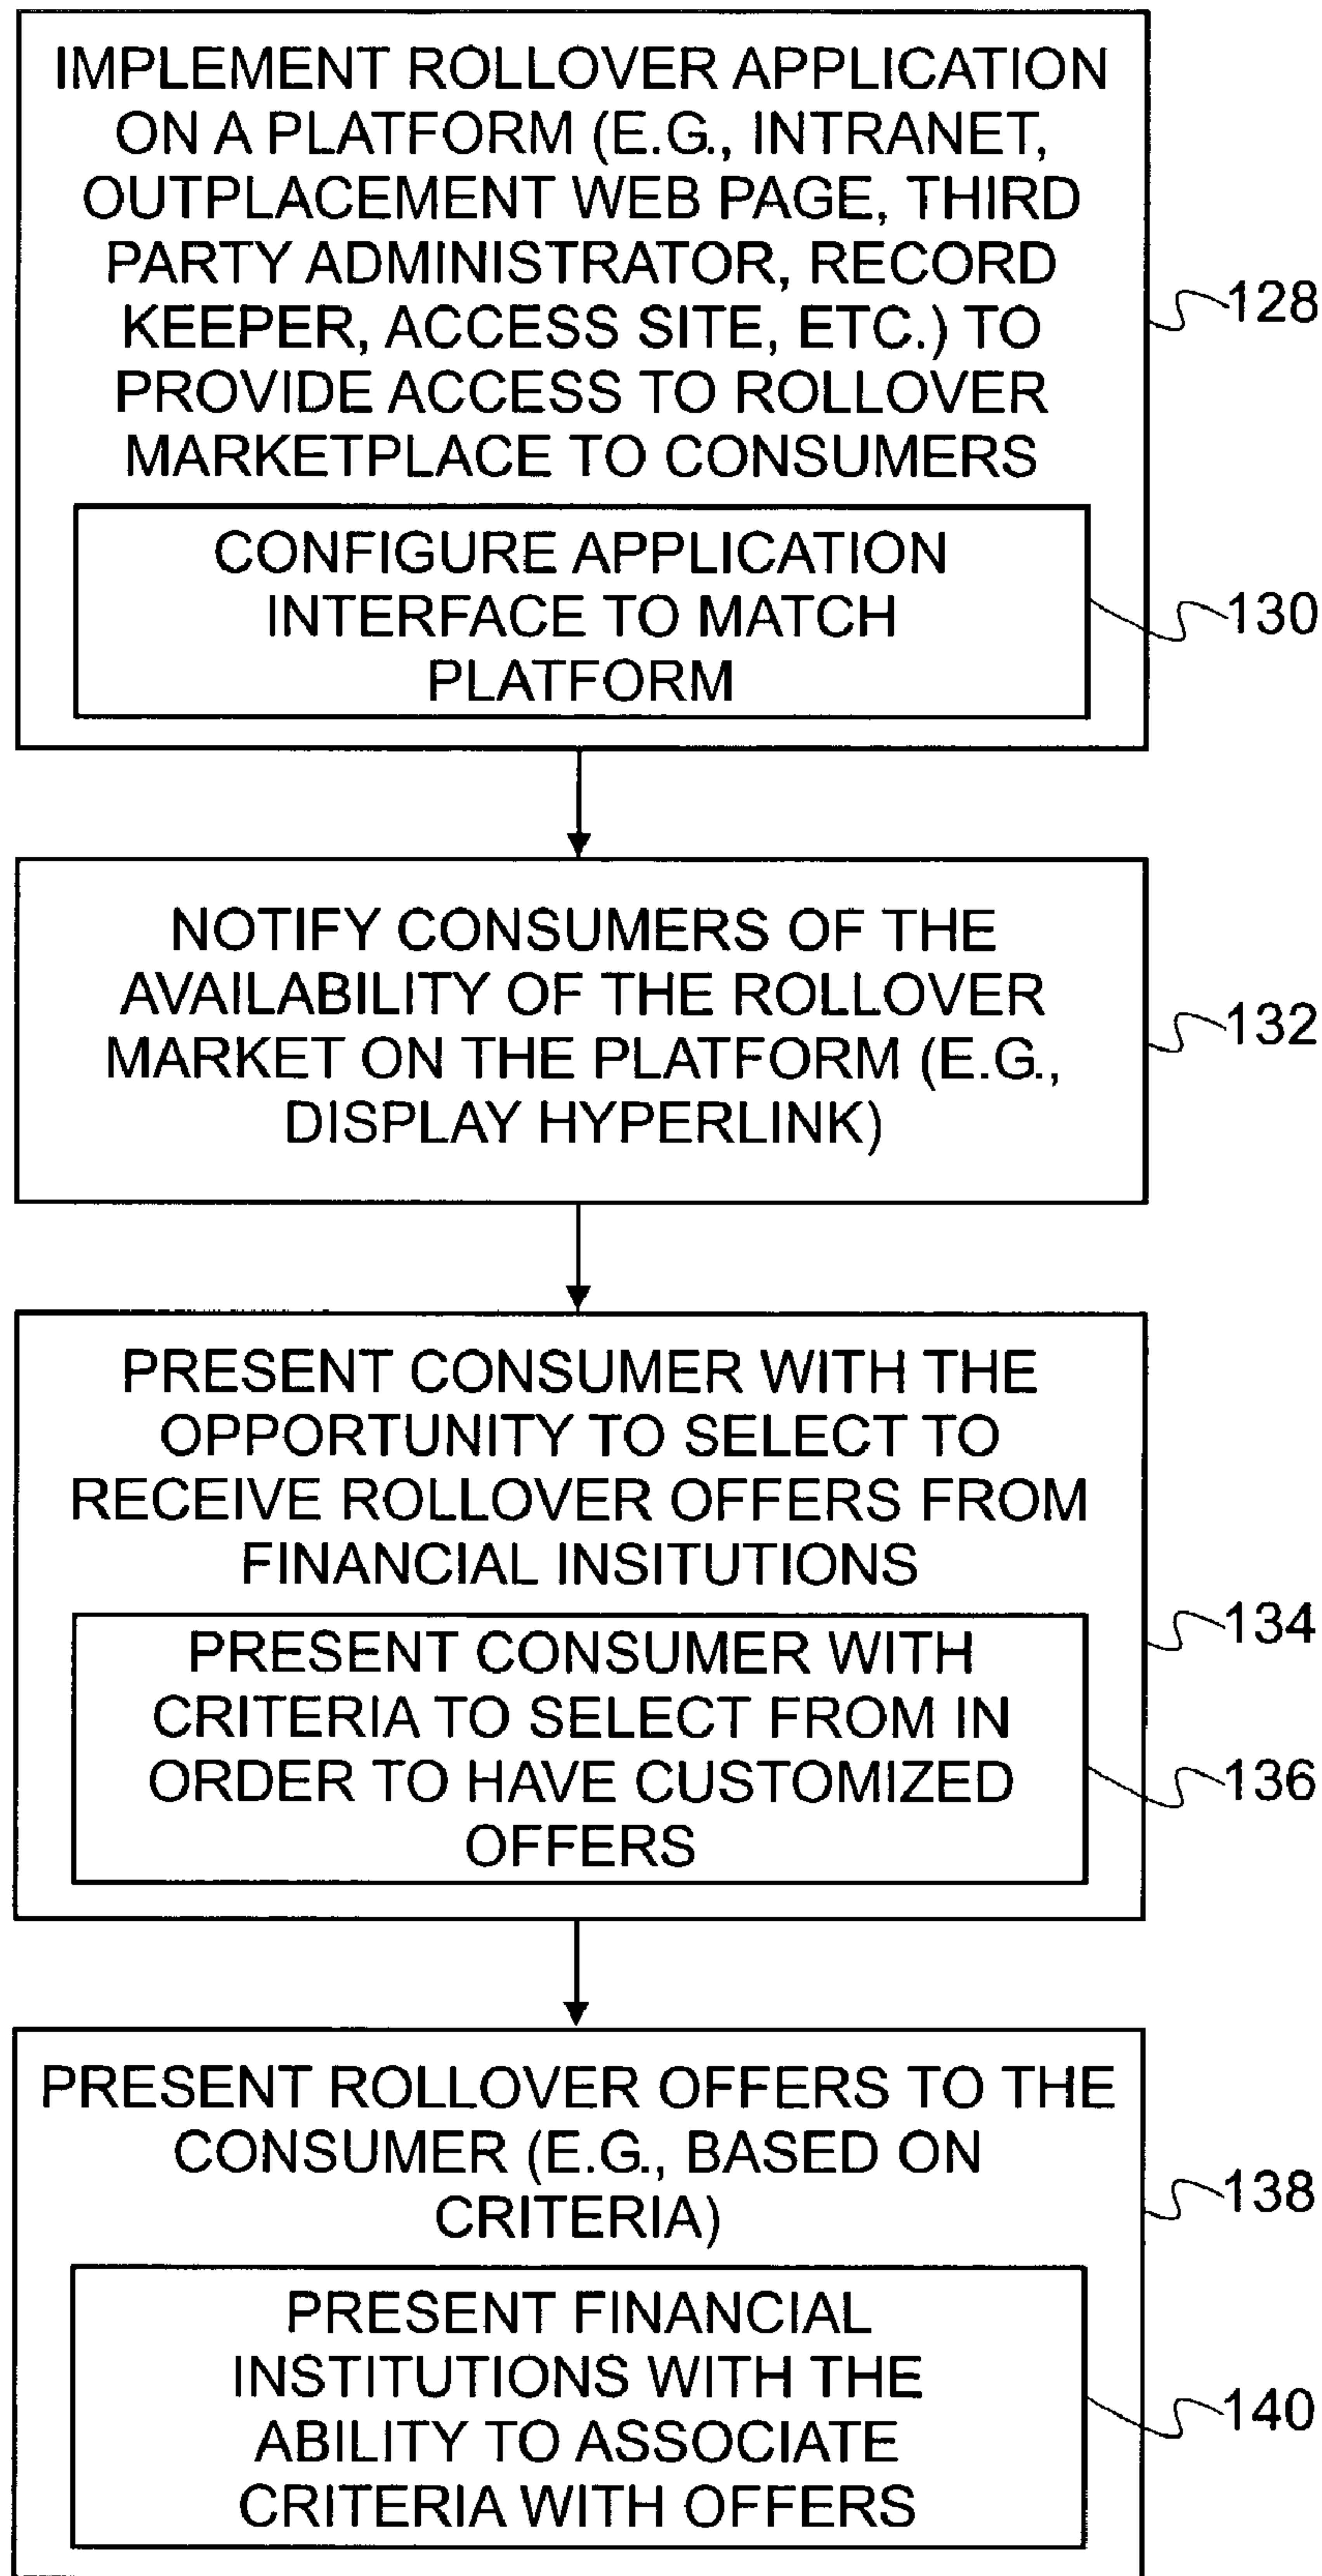 IMPLEMENT ROLLOVER APPLICATION
ON A PLATFORM (E.G., INTRANET,
OUTPLACEMENT WEB PAGE, THIRD
PARTY ADMINISTRATOR, RECORD
KEEPER, ACCESS SITE, ETC.) TO
PROVIDE ACCESS TO ROLLOVER
MARKETPLACE TO CONSUMERS
128
CONFIGURE APPLICATION
INTERFACE TO MATCH
PLATFORM
130
NOTIFY CONSUMERS OF THE
AVAILABILITY OF THE ROLLOVER
MARKET ON THE PLATFORM (E.G.,
DISPLAY HYPERLINK)
132
PRESENT CONSUMER WITH THE
OPPORTUNITY TO SELECT TO
RECEIVE ROLLOVER OFFERS FROM
FINANCIAL INSITUTIONS
134
PRESENT CONSUMER WITH
CRITERIA TO SELECT FROM IN
ORDER TO HAVE CUSTOMIZED
OFFERS
136
PRESENT ROLLOVER OFFERS TO THE
CONSUMER (E.G., BASED ON
CRITERIA)
138
PRESENT FINANCIAL
INSTITUTIONS WITH THE
ABILITY TO ASSOCIATE
CRITERIA WITH OFFERS
140